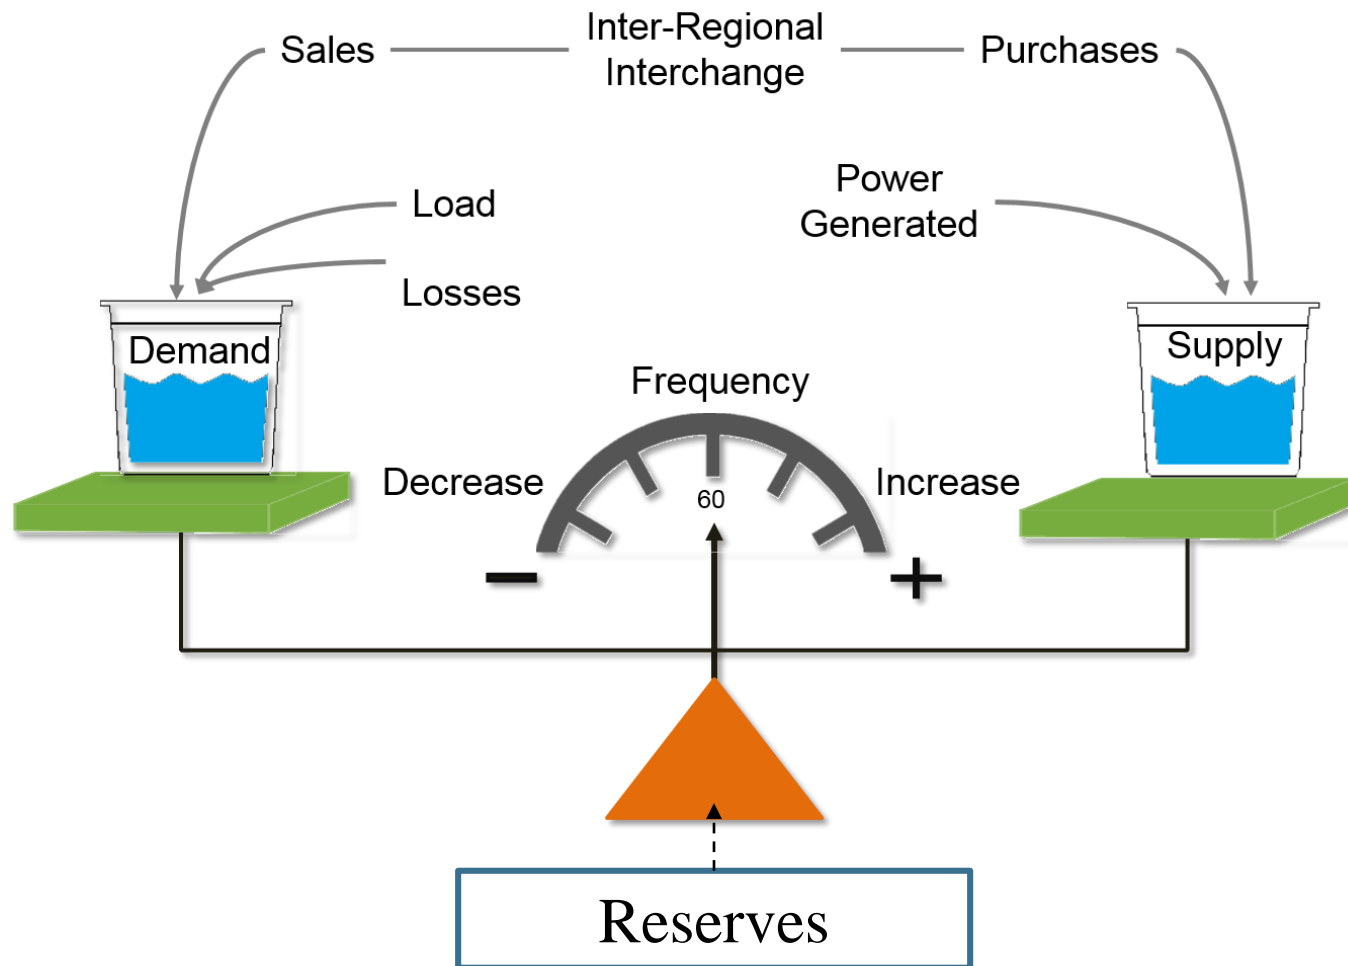 Sales
Inter-Regional
Interchange
Purchases
Load
Power
Generated
Losses
Demand
Supply
Frequency
Decrease
Increase
60
−
+
Reserves